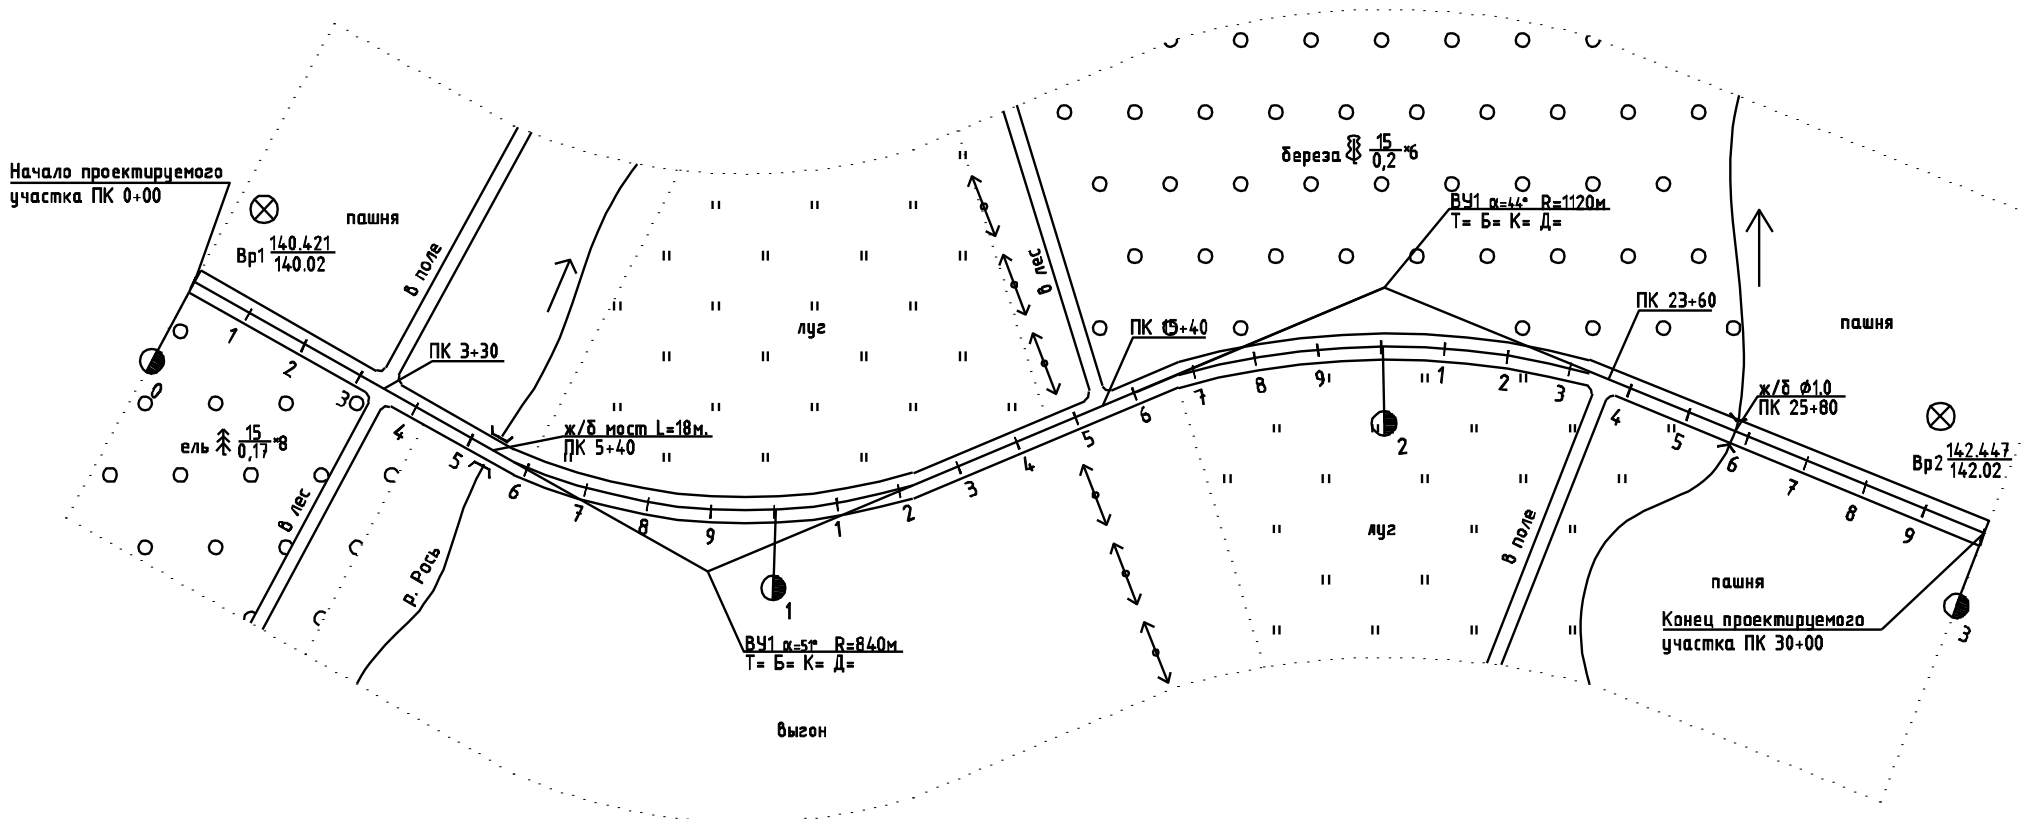 Начало проектируемого
участка ПК 0+00
пашня
Вр1 140.421
140.02
в поле
береза 15
0,2 *6
ВУ1 α=44° R=1120м
Т= Б= К= Д=
в лес
луг
ПК 15+40
ПК 23+60
пашня
ПК 3+30
ж/б Ø1.0
ПК 25+80
ж/б мост L=18м.
ПК 5+40
ель 15
0,17 *8
в лес
р. Рось
Вр2 142.447
142.02
луг
в поле
пашня
Конец проектируемого
участка ПК 30+00
ВУ1 α=51° R=840м
Т= Б= К= Д=
выгон
0
1
2
3
4
5
6
7
8
9
1
1
2
3
4
5
6
7
8
9
2
1
2
3
4
5
6
7
8
9
3